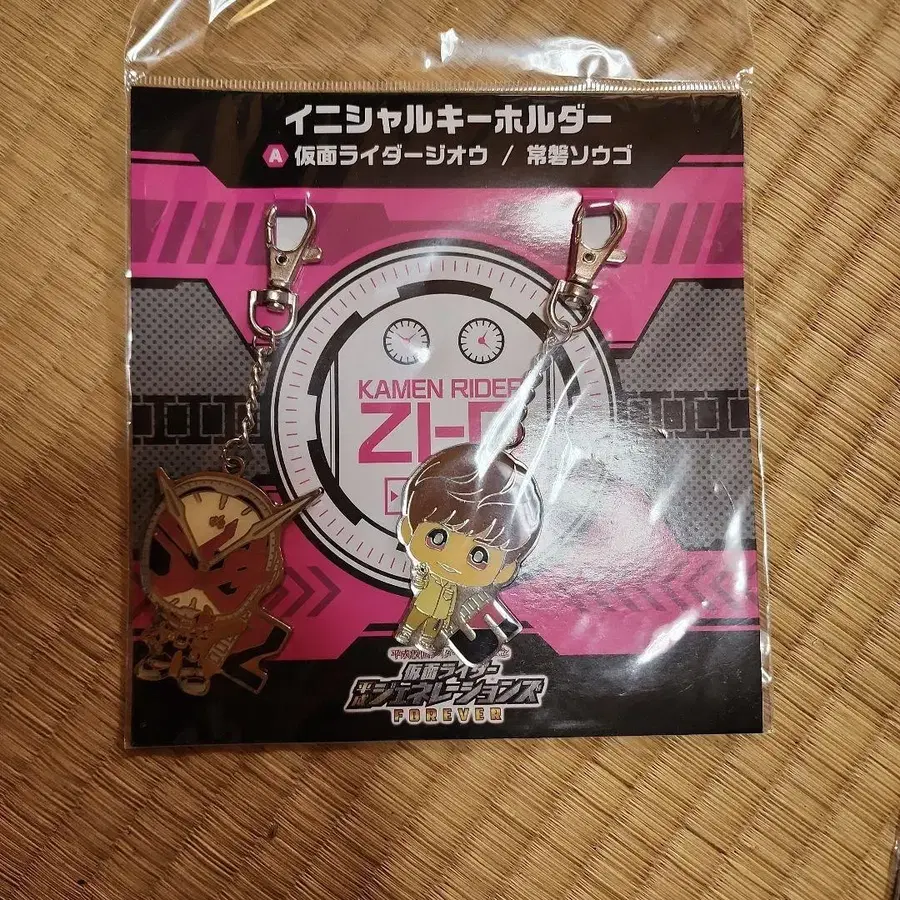 イニシャルキーホルダー
A 仮面ライダージオウ / 常磐ソウゴ
KAMEN RIDER
ZI-O
仮面ライダー
平成ジェネレーションズ
FOREVER